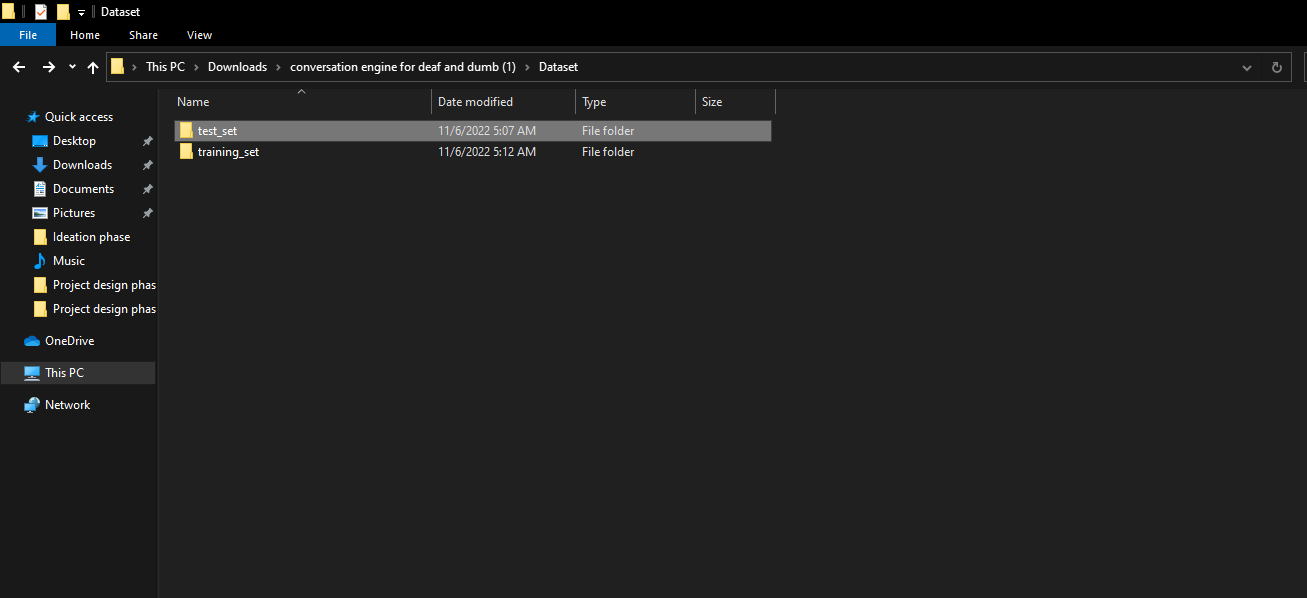 Dataset
File Home Share View
This PC Downloads conversation engine for deaf and dumb (1) Dataset
Name Date modified Type Size
test_set 11/6/2022 5:07 AM File folder
training_set 11/6/2022 5:12 AM File folder
Quick access
Desktop
Downloads
Documents
Pictures
Ideation phase
Music
Project design phas
Project design phas
OneDrive
This PC
Network